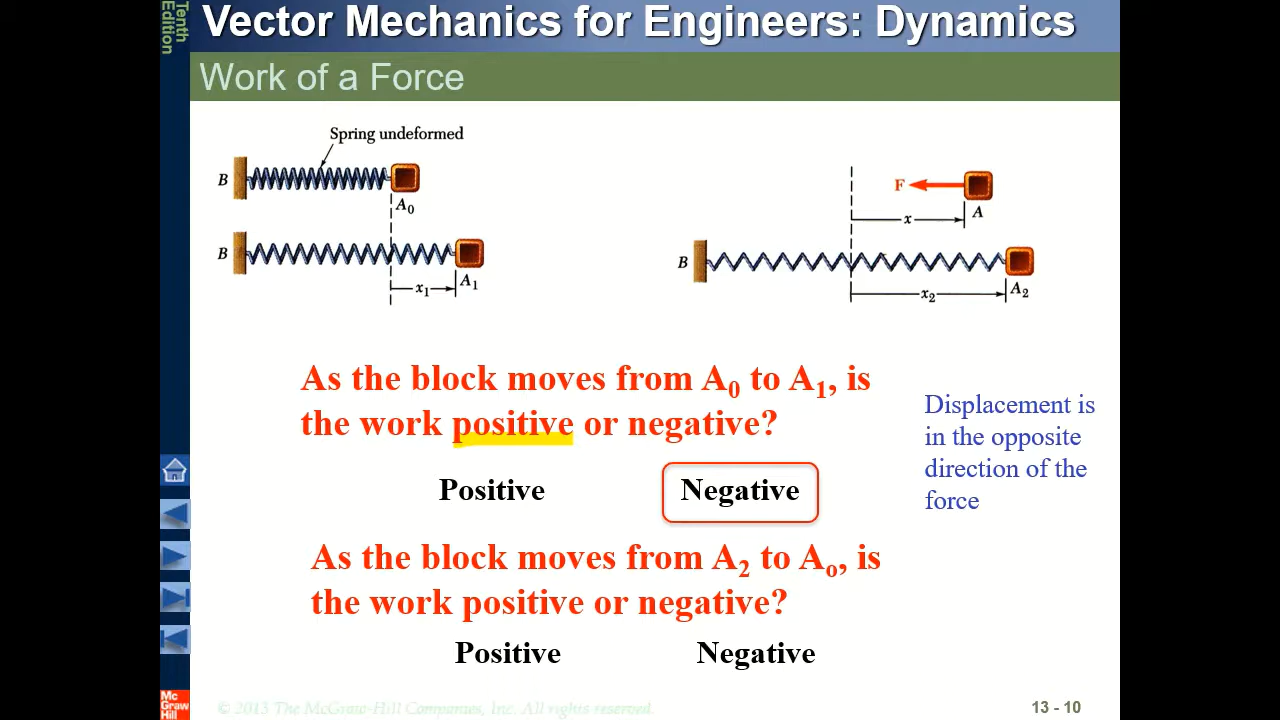 Tenth
Edition
Vector Mechanics for Engineers: Dynamics
Work of a Force
Spring undeformed
B
A0
B
x1
A1
F
x
A
B
x2
A2
As the block moves from A0 to A1, is
the work positive or negative?
Positive
Negative
Displacement is
in the opposite
direction of the
force
As the block moves from A2 to Ao, is
the work positive or negative?
Positive
Negative
Mc
Graw
Hill
© 2013 The McGraw-Hill Companies, Inc. All rights reserved.
13 - 10